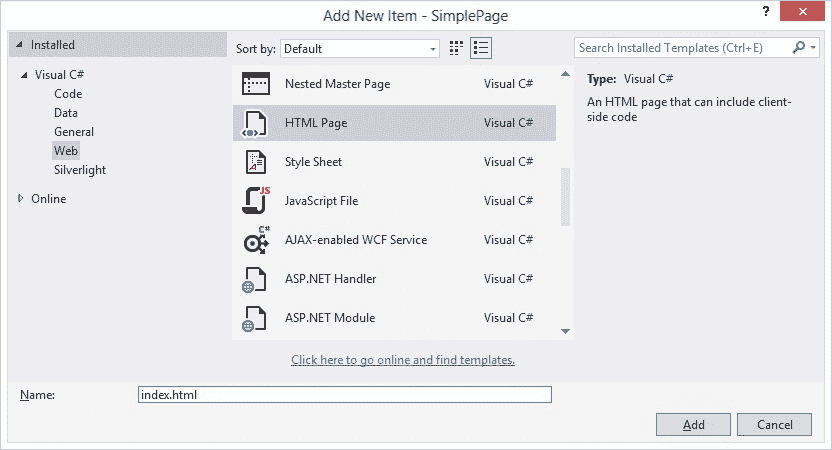 Add New Item - SimplePage
?
Installed
Visual C#
Code
Data
General
Web
Silverlight
Online
Sort by: Default
Nested Master Page Visual C#
HTML Page Visual C#
Style Sheet Visual C#
JS
JavaScript File Visual C#
C#
AJAX-enabled WCF Service Visual C#
ASP.NET Handler Visual C#
ASP.NET Module Visual C#
Click here to go online and find templates.
Search Installed Templates (Ctrl+E)
Type: Visual C#
An HTML page that can include client-
side code
Name: index.html
Add Cancel